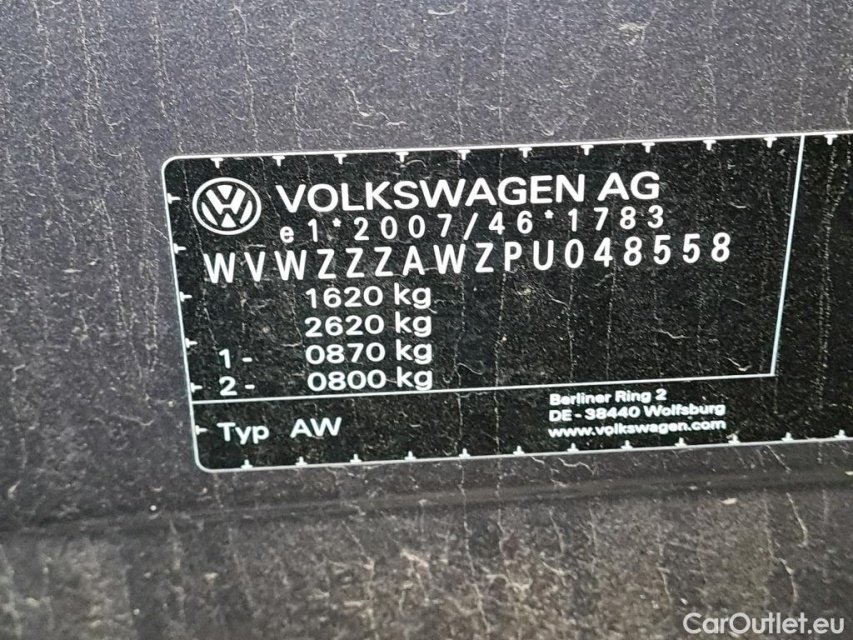 VOLKSWAGEN AG
e1*2007/46*1783
WVWZZZAWZPU048558
1620 kg
2620 kg
1 - 0870 kg
2 - 0800 kg
Typ AW
Berliner Ring 2
DE - 38440 Wolfsburg
www.volkswagen.com
CarOutlet.eu